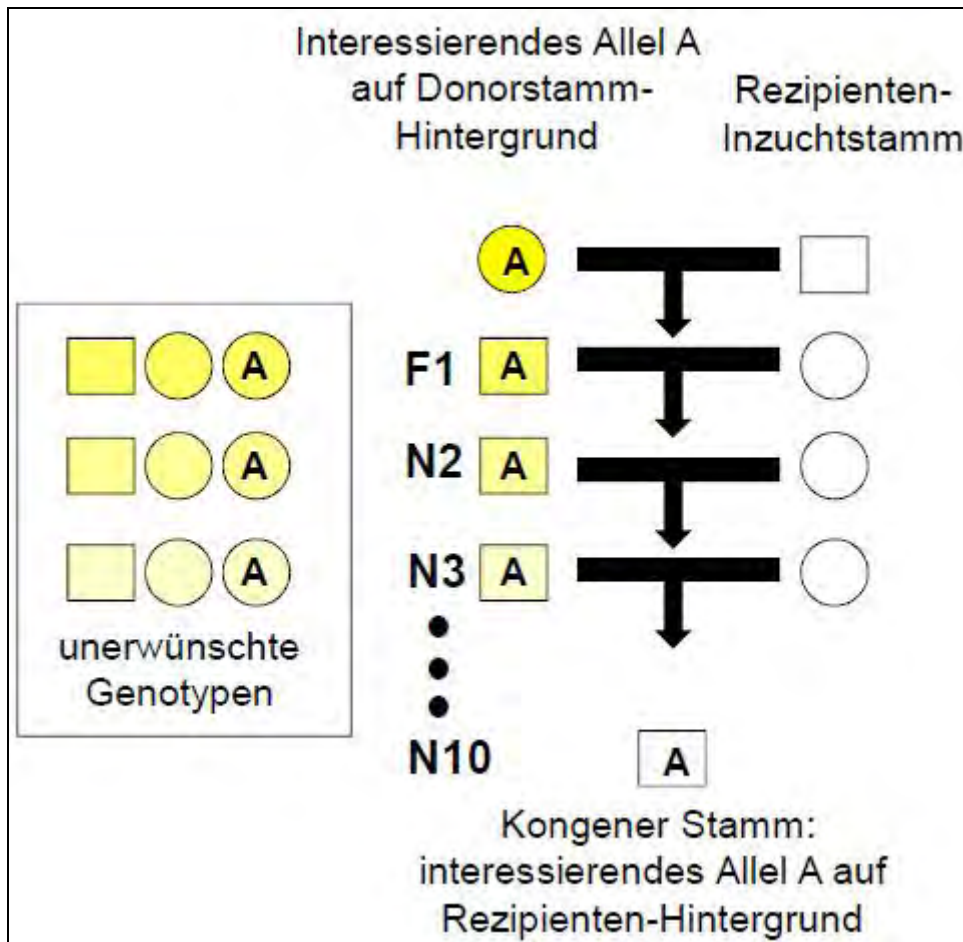 Interessierendes Allel A
auf Donorstamm-
Hintergrund
Rezipienten-
Inzuchtstamm
A
A
F1 A
A
N2 A
A
N3 A
unerwünschte
Genotypen
N10
A
Kongener Stamm:
interessierendes Allel A auf
Rezipienten-Hintergrund